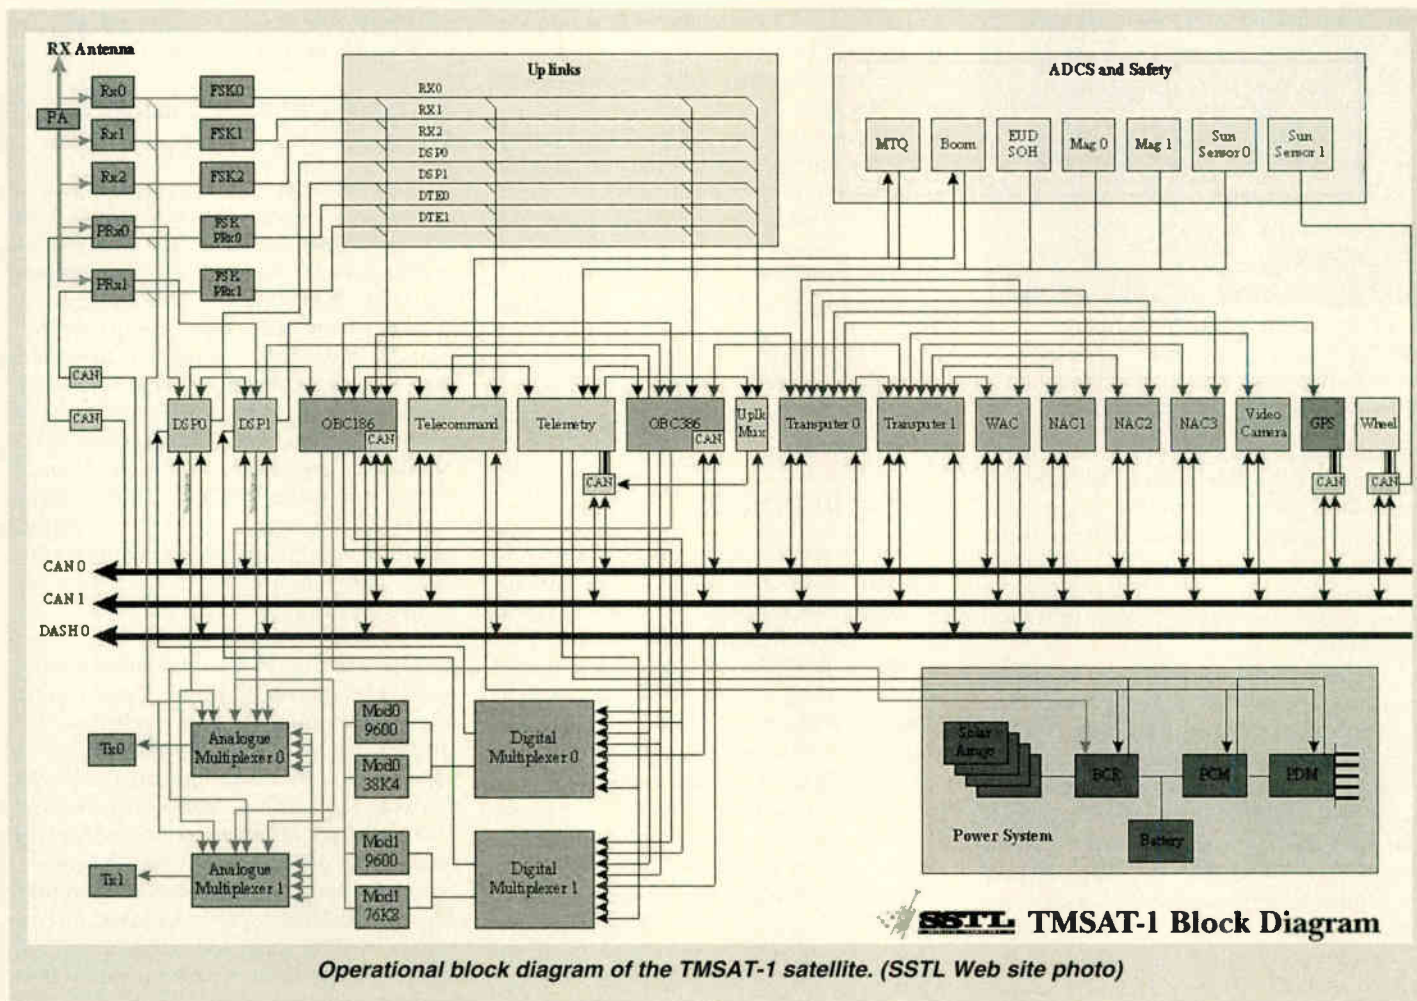 RX Antenna
PA
Rx0
Rx1
Rx2
PRx0
PRx1
FSK0
FSK1
FSK2
FSK
PRx0
FSK
PRx1
Uplinks
RX0
RX1
RX2
DSP0
DSP1
DTE0
DTE1
ADCS and Safety
MTQ
Boom
EUD
SOH
Mag 0
Mag 1
Sun
Sensor 0
Sun
Sensor 1
CAN
CAN
DSP0
DSP1
OBC186
CAN
Telecommand
Telemetry
CAN
OBC386
CAN
Uplk
Mux
Transputer 0
Transputer 1
WAC
NAC1
NAC2
NAC3
Video
Camera
GPS
CAN
Wheel
CAN
CAN 0
CAN 1
DASH 0
Tx0
Analogue
Multiplexer 0
Mod0
9600
Mod0
38K4
Digital
Multiplexer 0
Tx1
Analogue
Multiplexer 1
Mod1
9600
Mod1
76K8
Digital
Multiplexer 1
Solar
Arrays
BCR
PCM
PDM
Battery
Power System
SSTL TMSAT-1 Block Diagram
Operational block diagram of the TMSAT-1 satellite. (SSTL Web site photo)